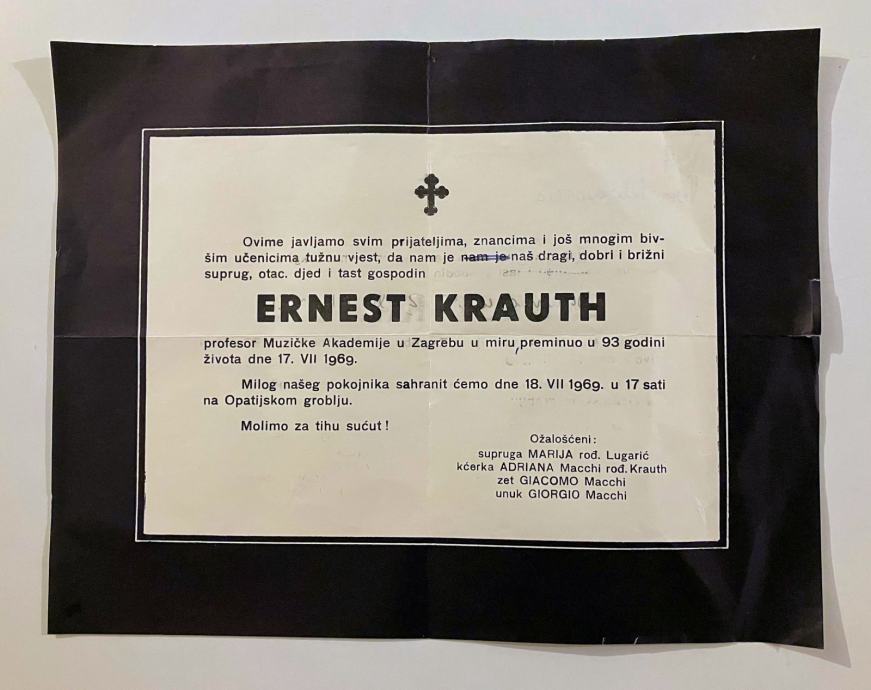 Ovime javljamo svim prijateljima, znancima i još mnogim biv-
šim učenicima tužnu vjest, da nam je nam je naš dragi, dobri i brižni
suprug, otac. djed i tast gospodin
ERNEST KRAUTH
profesor Muzičke Akademije u Zagrebu u miru, preminuo u 93 godini
života dne 17. VII 1969.
Milog našeg pokojnika sahranit ćemo dne 18. VII 1969. u 17 sati
na Opatijskom groblju.
Molimo za tihu sućut!
Ožalošćeni:
supruga MARIJA rođ. Lugarić
kćerka ADRIANA Macchi rođ. Krauth
zet GIACOMO Macchi
unuk GIORGIO Macchi